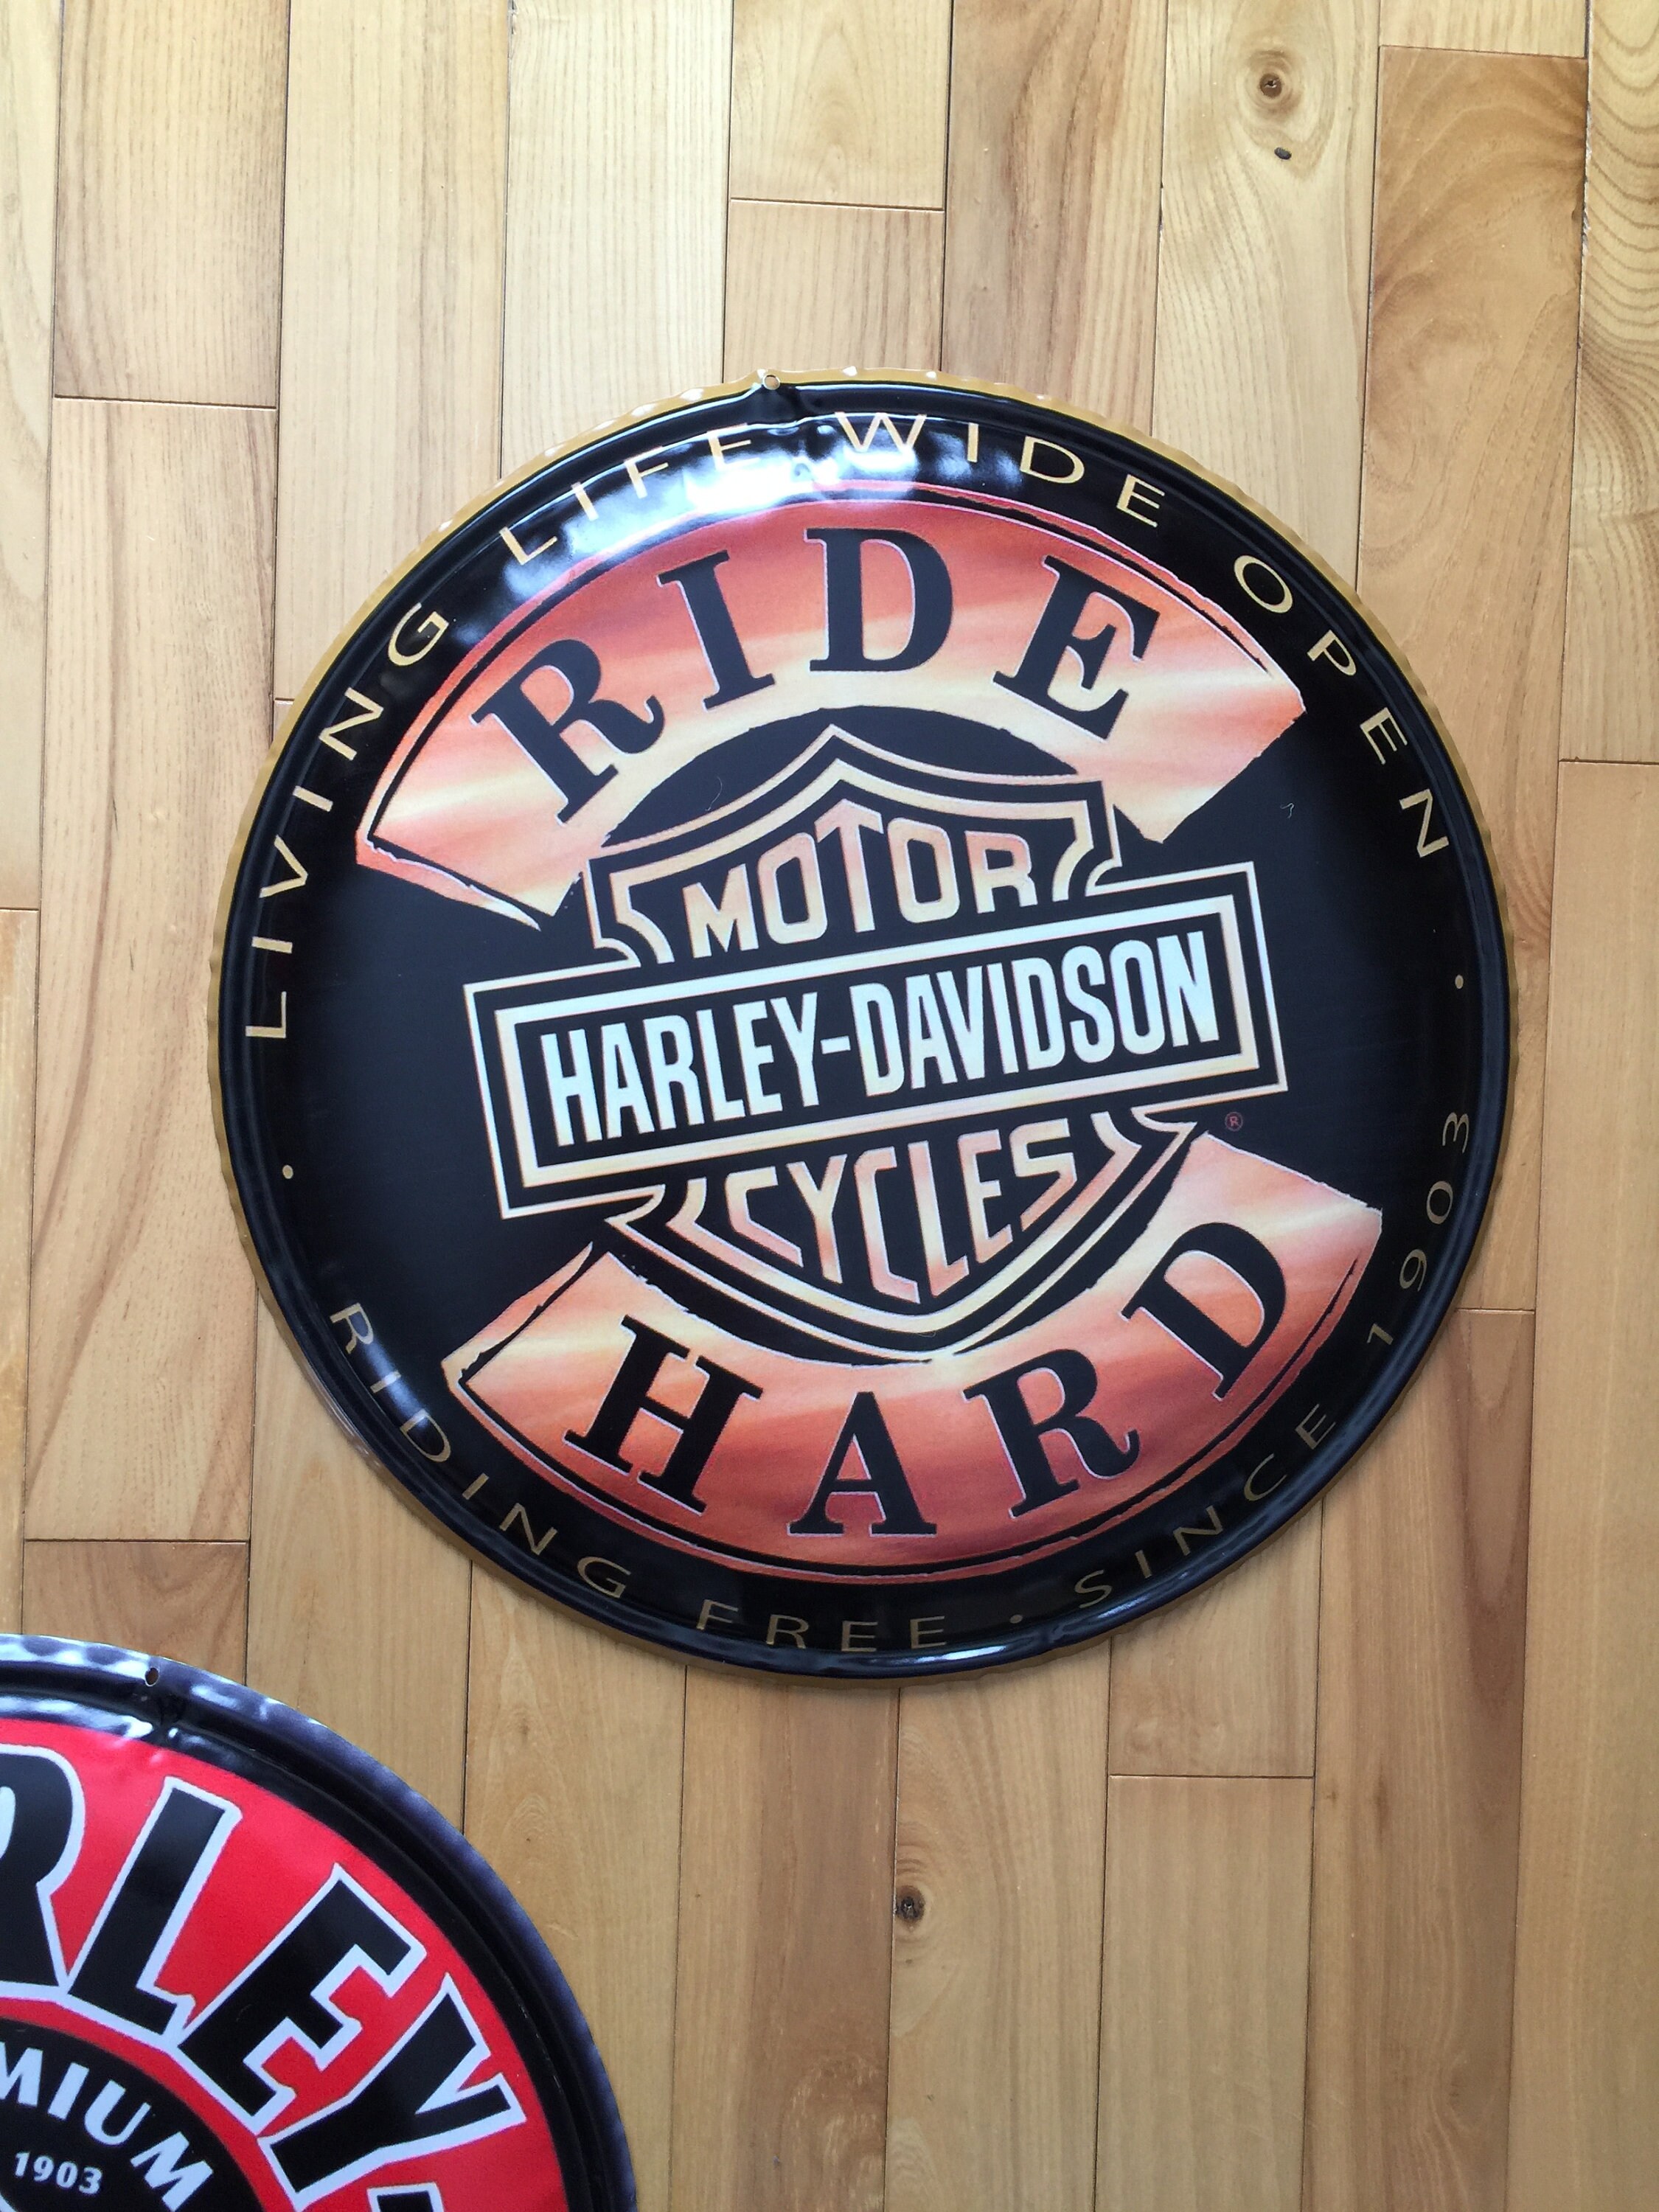 • LIVING LIFE WIDE OPEN •
RIDE
MOTOR
HARLEY-DAVIDSON
CYCLES
®
HARD
RIDING FREE • SINCE 1903
RLEY
MIUM
1903